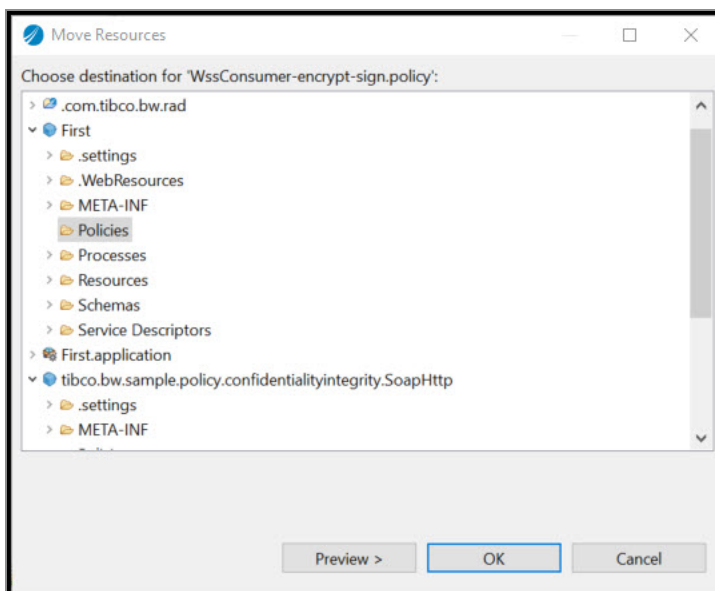 Move Resources
Choose destination for 'WssConsumer-encrypt-sign.policy':
.com.tibco.bw.rad
First
.settings
.WebResources
META-INF
Policies
Processes
Resources
Schemas
Service Descriptors
First.application
tibco.bw.sample.policy.confidentialityintegrity.SoapHttp
.settings
META-INF
Preview >
OK
Cancel